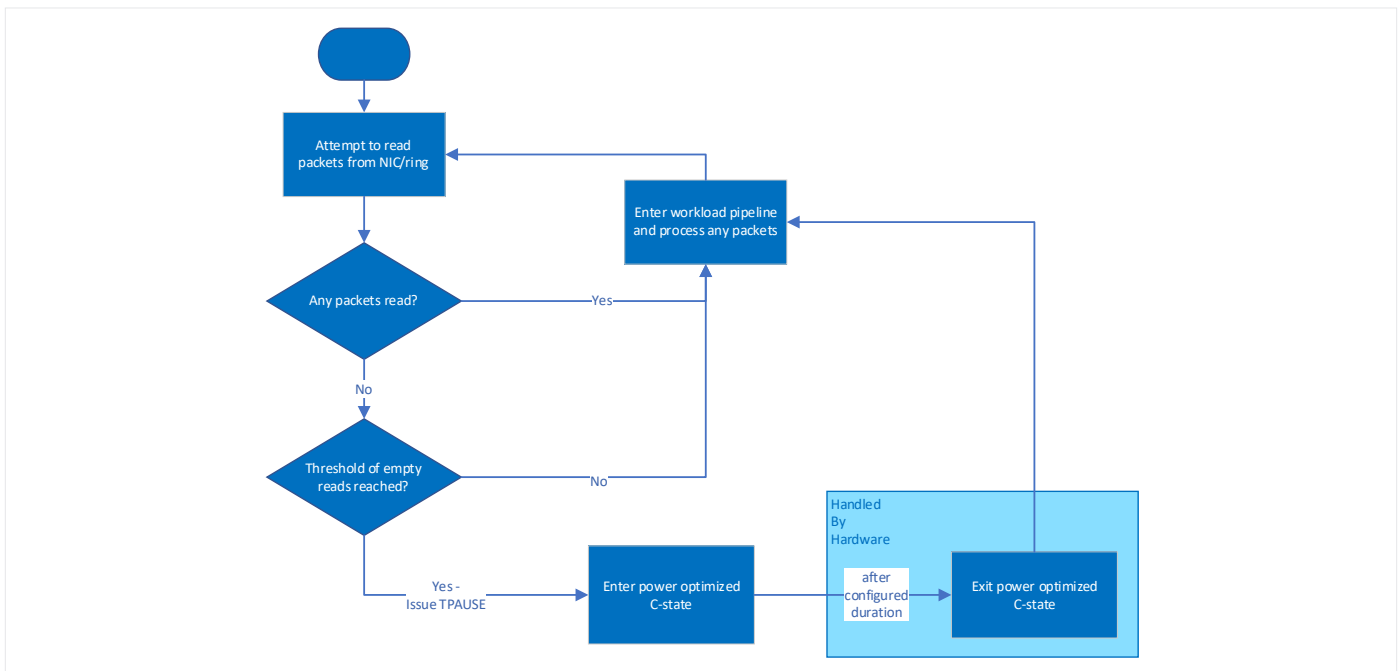 Attempt to read
packets from NIC/ring
Enter workload pipeline
and process any packets
Any packets read?
Yes
No
Threshold of empty
reads reached?
No
Handled
By
Hardware
Yes -
Issue TPAUSE
Enter power optimized
C-state
after
configured
duration
Exit power optimized
C-state